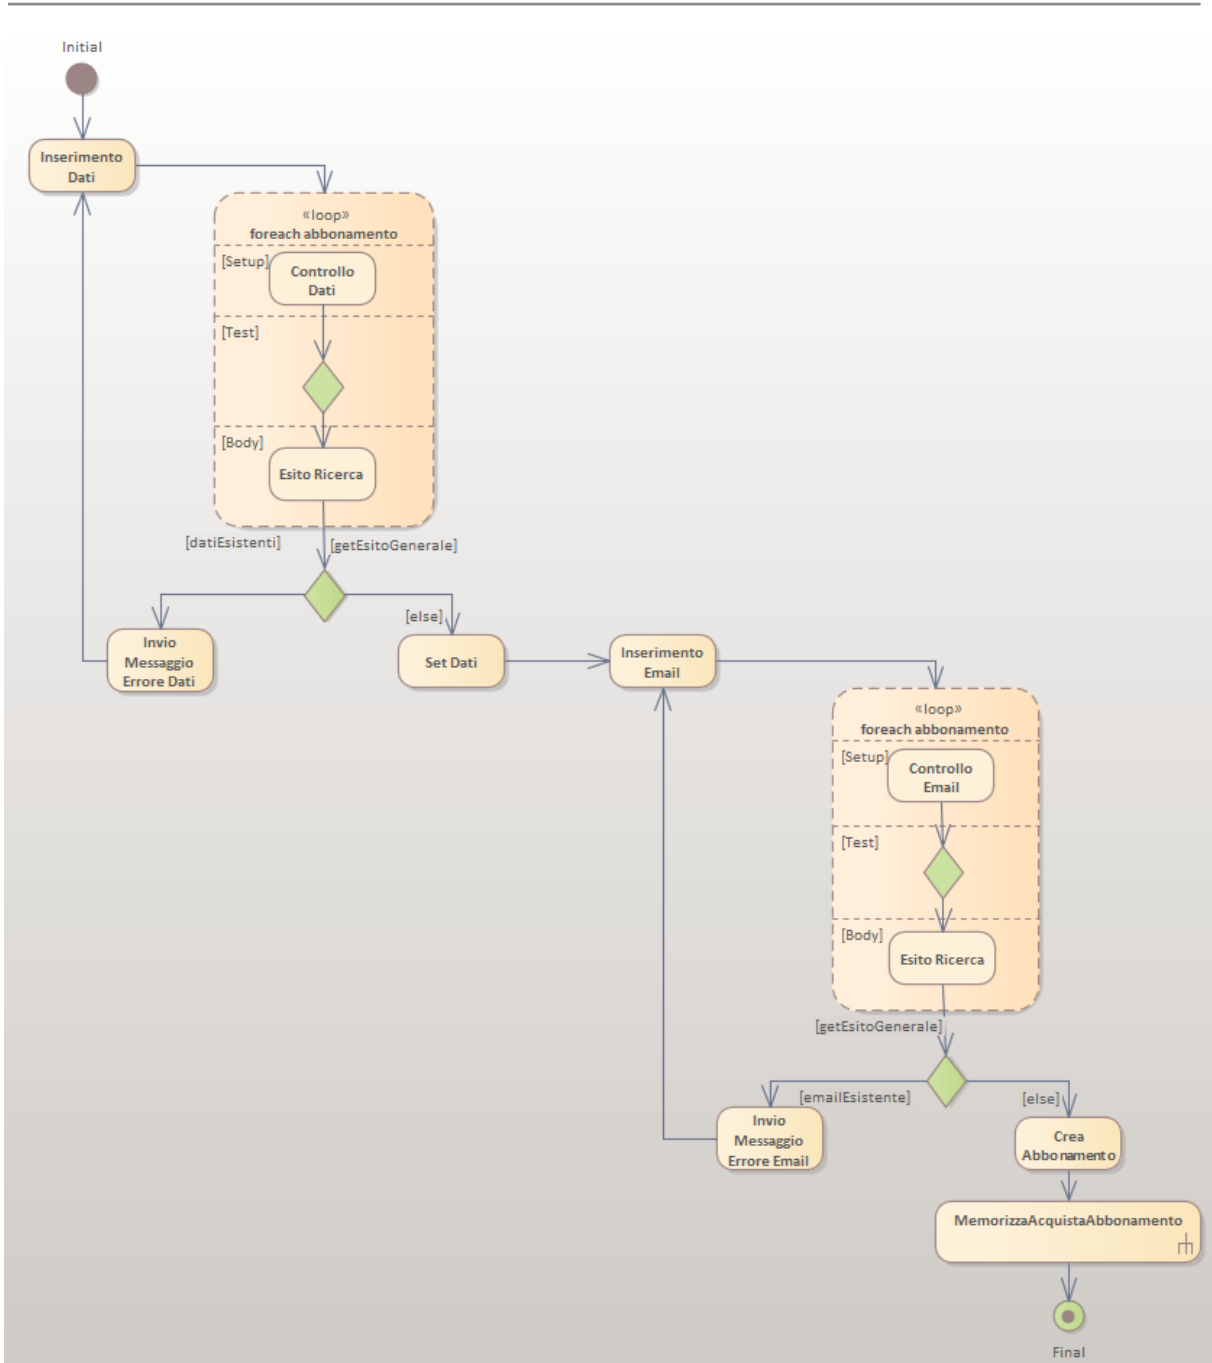 Initial
Inserimento
Dati
«loop»
foreach abbonamento
[Setup]
Controllo
Dati
[Test]
[Body]
Esito Ricerca
[datiEsistenti]
[getEsitoGenerale]
[else]
Invio
Messaggio
Errore Dati
Set Dati
Inserimento
Email
«loop»
foreach abbonamento
[Setup]
Controllo
Email
[Test]
[Body]
Esito Ricerca
[getEsitoGenerale]
[emailEsistente]
[else]
Invio
Messaggio
Errore Email
Crea
Abbonamento
MemorizzaAcquistaAbbonamento
Final